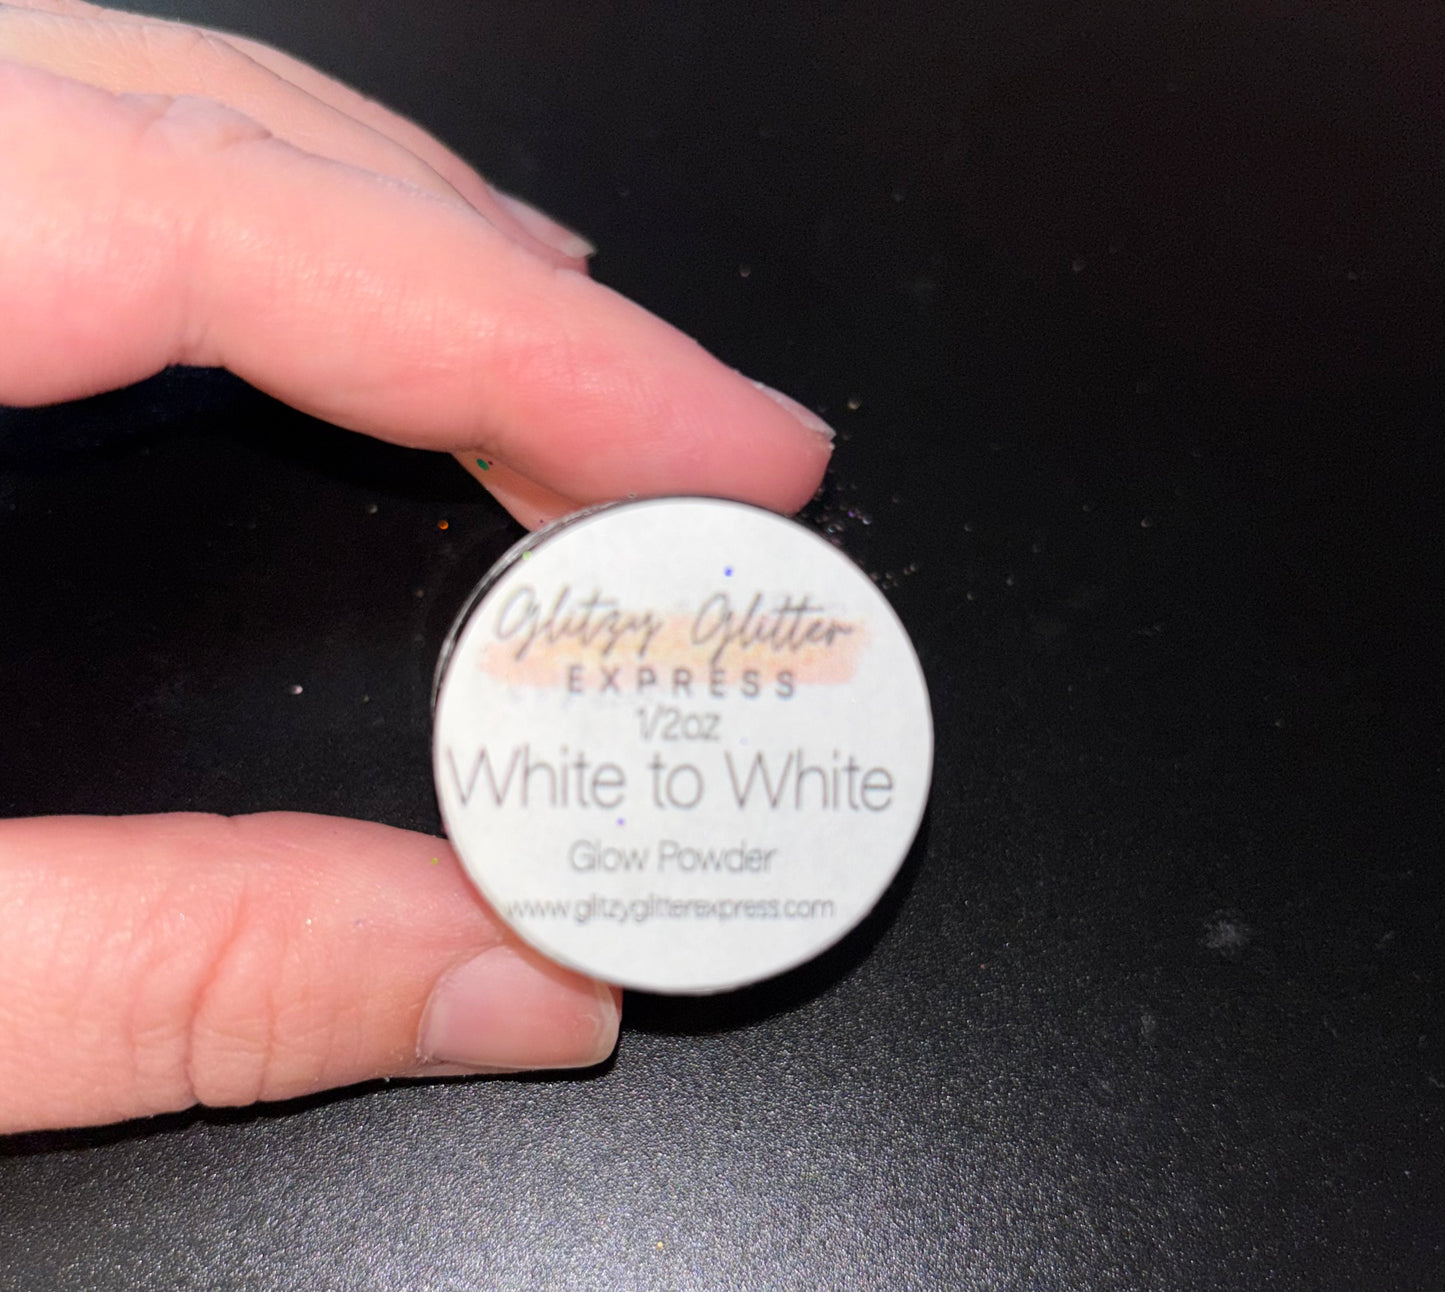 Glitzy Glitter
EXPRESS
1/2oz
White to White
Glow Powder
www.glitzyglitterexpress.com